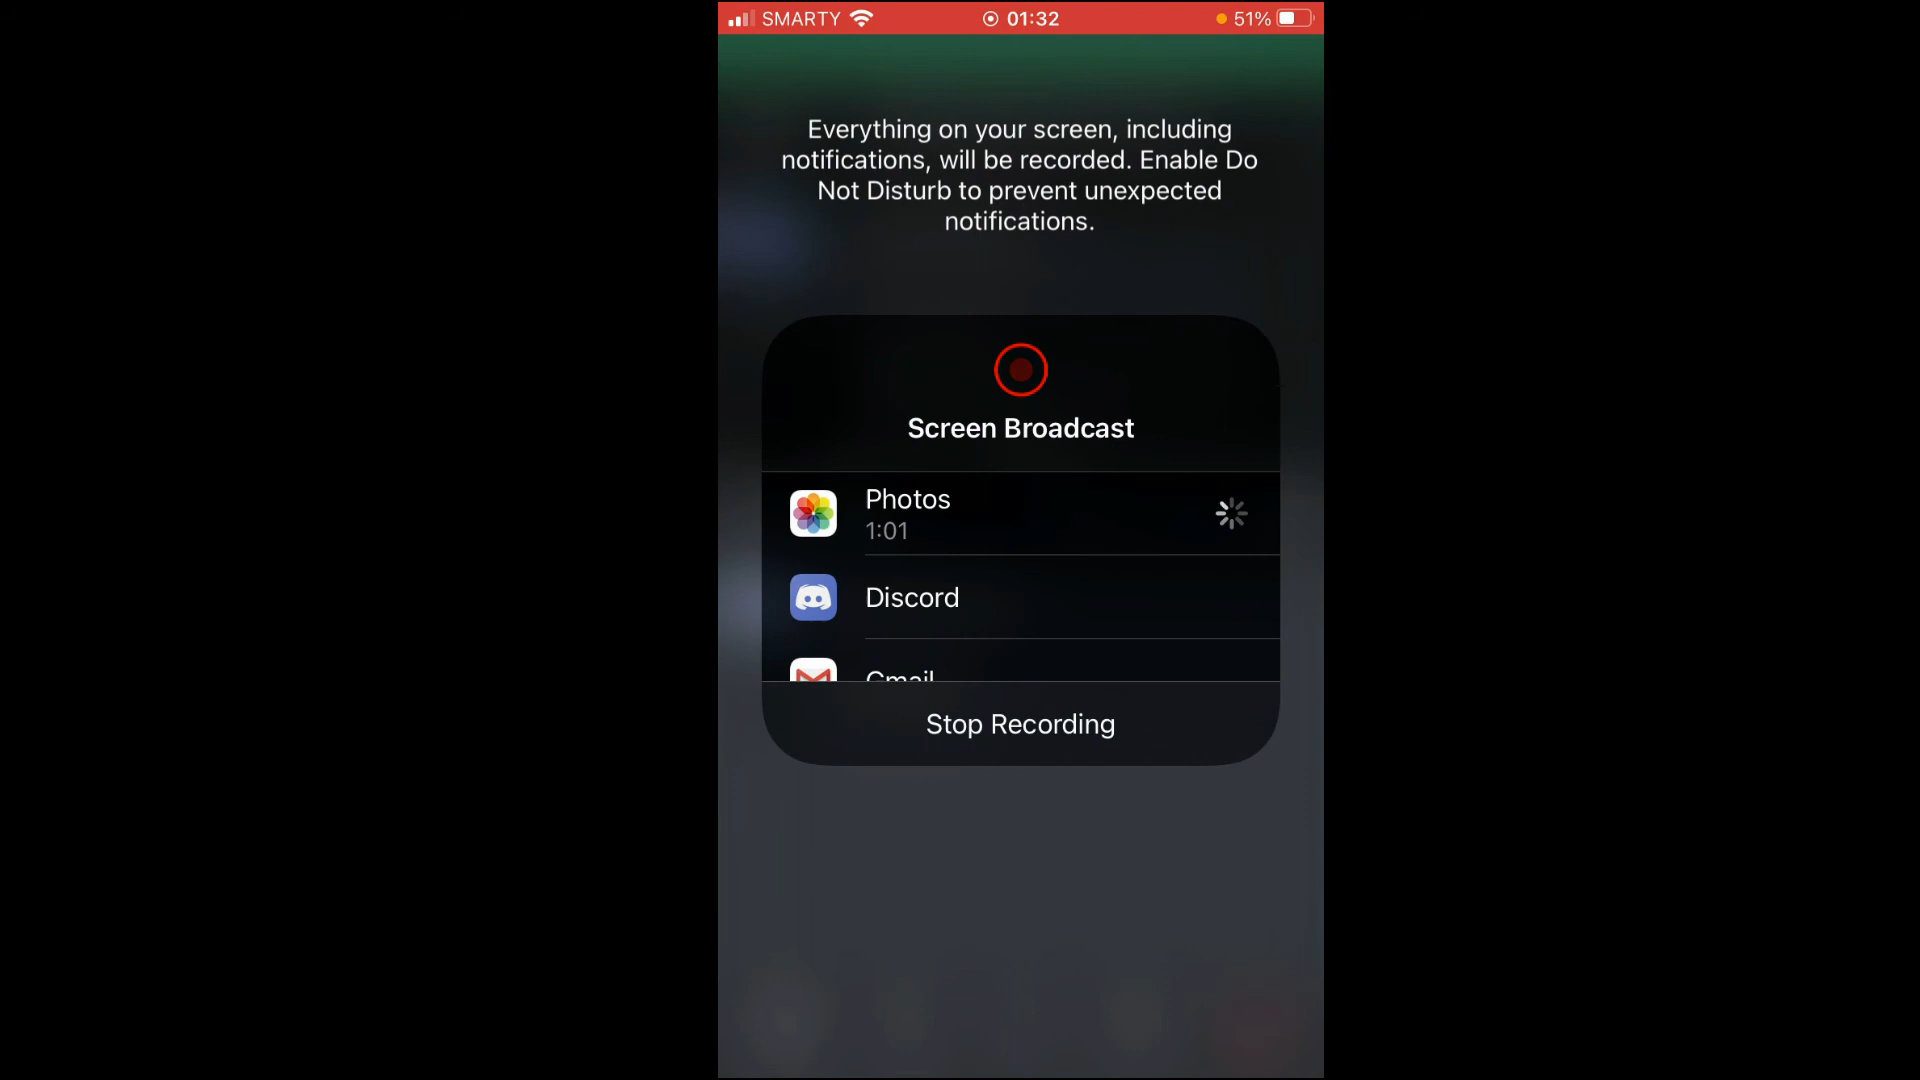 SMARTY 01:32 51%
Everything on your screen, including
notifications, will be recorded. Enable Do
Not Disturb to prevent unexpected
notifications.
Screen Broadcast
Photos
1:01
Discord
Gmail
Stop Recording